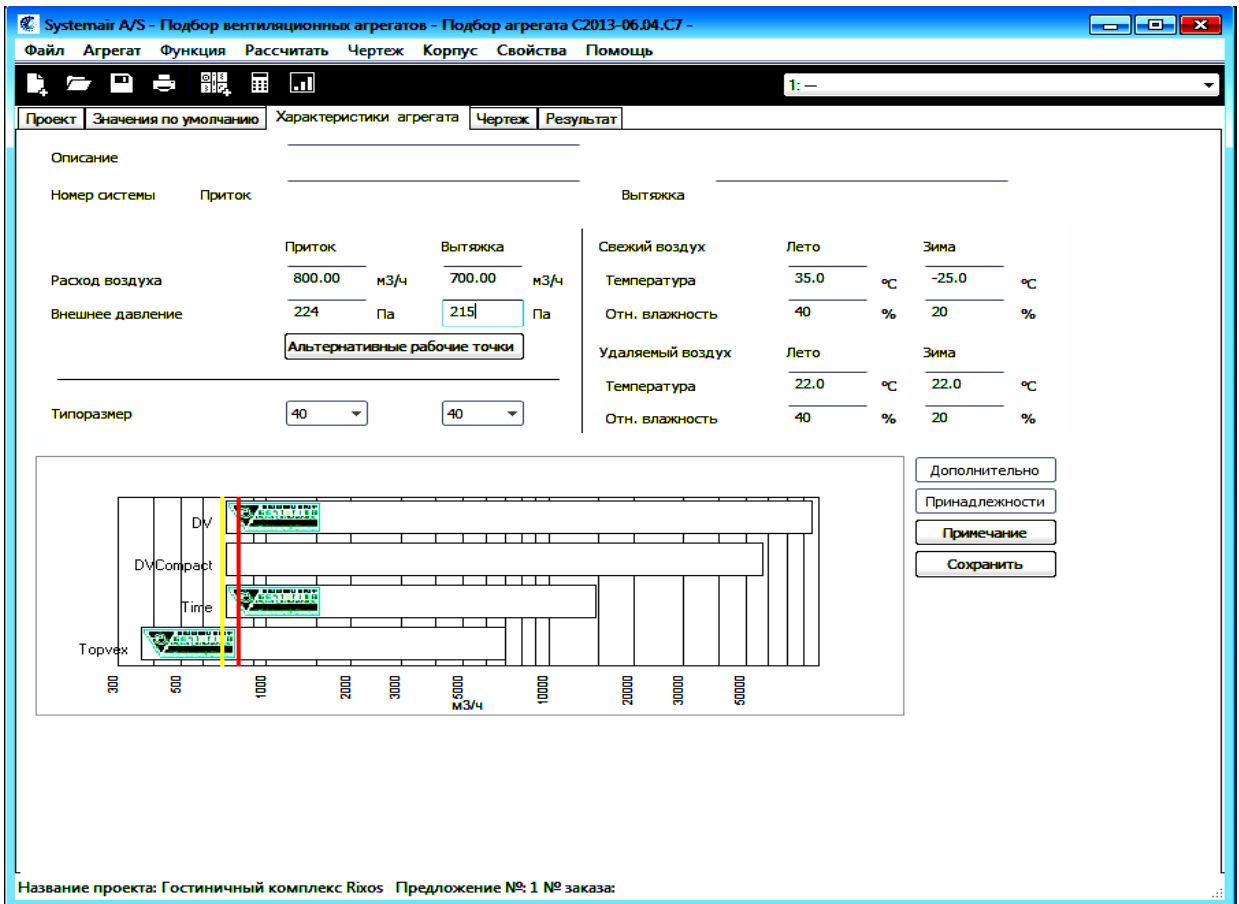 Systemair A/S - Подбор вентиляционных агрегатов - Подбор агрегата C2013-06.04.C7 -
Файл Агрегат Функция Рассчитать Чертеж Корпус Свойства Помощь
1: —
Проект Значения по умолчанию Характеристики агрегата Чертеж Результат
Описание
Номер системы Приток Вытяжка
Приток Вытяжка Свежий воздух Лето Зима
Расход воздуха 800.00 м3/ч 700.00 м3/ч Температура 35.0 °C -25.0 °C
Внешнее давление 224 Па 215 Па Отн. влажность 40 % 20 %
Альтернативные рабочие точки Удаляемый воздух Лето Зима
Температура 22.0 °C 22.0 °C
Типоразмер 40 40 Отн. влажность 40 % 20 %
Дополнительно
Принадлежности
Примечание
Сохранить
DV
DVCompact
Time
Topvex
300 500 1000 2000 3000 5000 10000 20000 30000 50000
м3/ч
Название проекта: Гостиничный комплекс Rixos Предложение №: 1 № заказа: